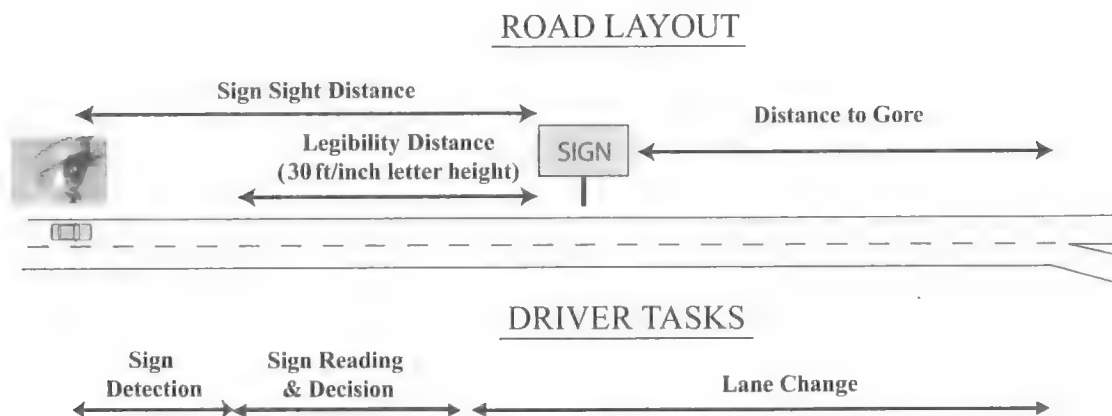 ROAD LAYOUT
Sign Sight Distance
Distance to Gore
Legibility Distance
(30 ft/inch letter height)
SIGN
DRIVER TASKS
Sign
Detection
Sign Reading
& Decision
Lane Change